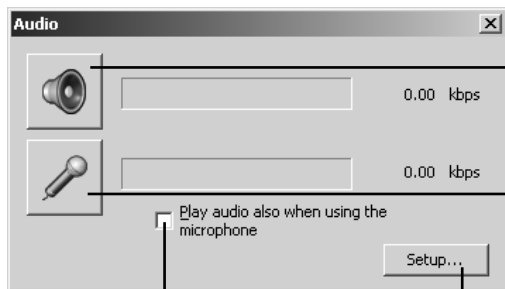 Audio
0.00 kbps
0.00 kbps
Play audio also when using the
microphone
Setup...